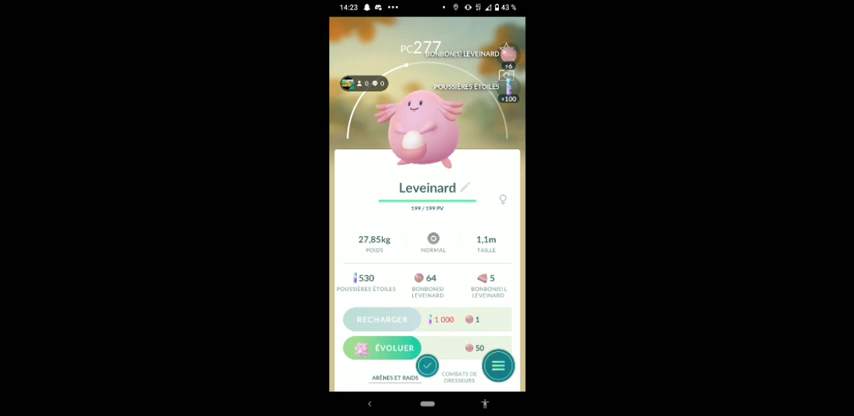 14:23 43 %
PC277
BONBON(S) LEVEINARD
+6
0 0
POUSSIÈRES ÉTOILES
+100
Leveinard
199 / 199 PV
27,85kg NORMAL 1,1m
POIDS TAILLE
530 64 5
POUSSIÈRES ÉTOILES BONBON(S) BONBON(S) L
LEVEINARD LEVEINARD
RECHARGER 1 000 1
ÉVOLUER 50
ARÈNES ET RAIDS COMBATS DE
DRESSEURS